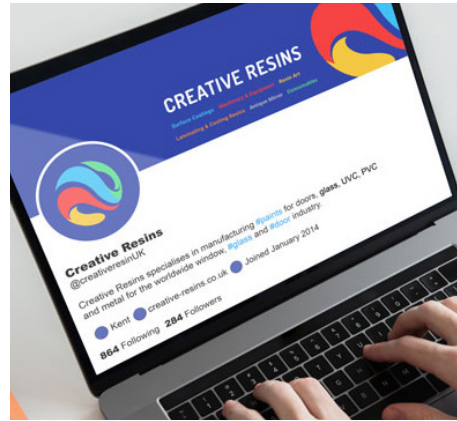 CREATIVE RESINS
Surface Coatings Machinery & Equipment Resin Art
Laminating & Casting Resins Antique Mirror Consumables
Creative Resins
@creativeresinUK
Creative Resins specialises in manufacturing #paints for doors, glass, UVC, PVC
and metal for the worldwide window, #glass and #door industry.
Kent creative-resins.co.uk Joined January 2014
864 Following 284 Followers